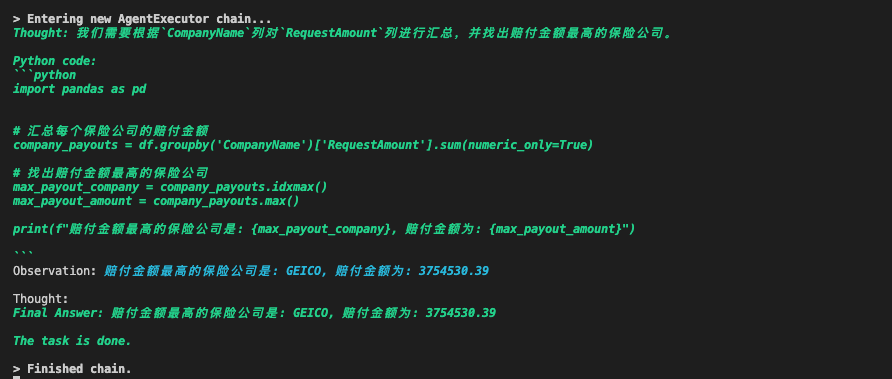 > Entering new AgentExecutor chain...
Thought: 我们需要根据`CompanyName`列对`RequestAmount`列进行汇总，并找出赔付金额最高的保险公司。
Python code:
```python
import pandas as pd
# 汇总每个保险公司的赔付金额
company_payouts = df.groupby('CompanyName')['RequestAmount'].sum(numeric_only=True)
# 找出赔付金额最高的保险公司
max_payout_company = company_payouts.idxmax()
max_payout_amount = company_payouts.max()
print(f"赔付金额最高的保险公司是: {max_payout_company}, 赔付金额为: {max_payout_amount}")
```
Observation: 赔付金额最高的保险公司是: GEICO, 赔付金额为: 3754530.39
Thought:
Final Answer: 赔付金额最高的保险公司是: GEICO, 赔付金额为: 3754530.39
The task is done.
> Finished chain.